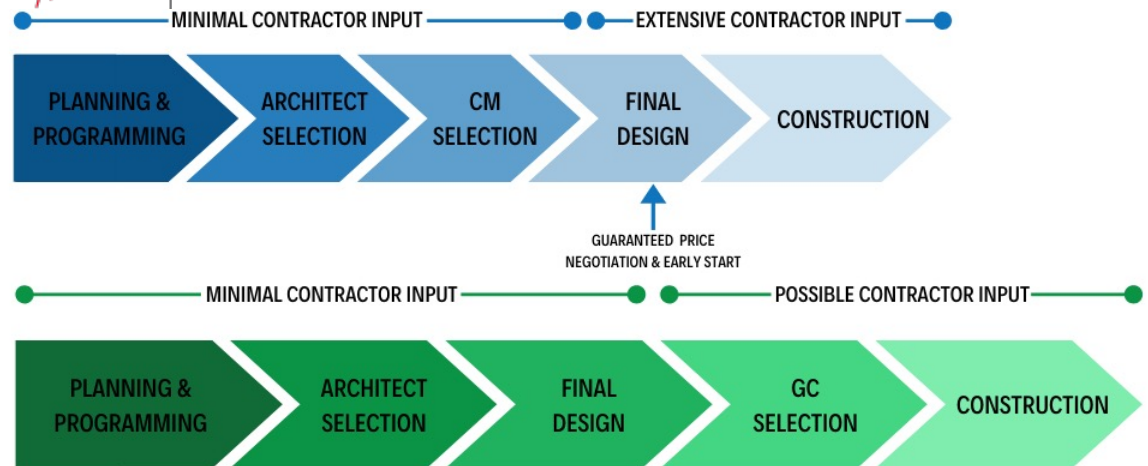 MINIMAL CONTRACTOR INPUT
EXTENSIVE CONTRACTOR INPUT
PLANNING &
PROGRAMMING
ARCHITECT
SELECTION
CM
SELECTION
FINAL
DESIGN
CONSTRUCTION
GUARANTEED PRICE
NEGOTIATION & EARLY START
MINIMAL CONTRACTOR INPUT
POSSIBLE CONTRACTOR INPUT
PLANNING &
PROGRAMMING
ARCHITECT
SELECTION
FINAL
DESIGN
GC
SELECTION
CONSTRUCTION